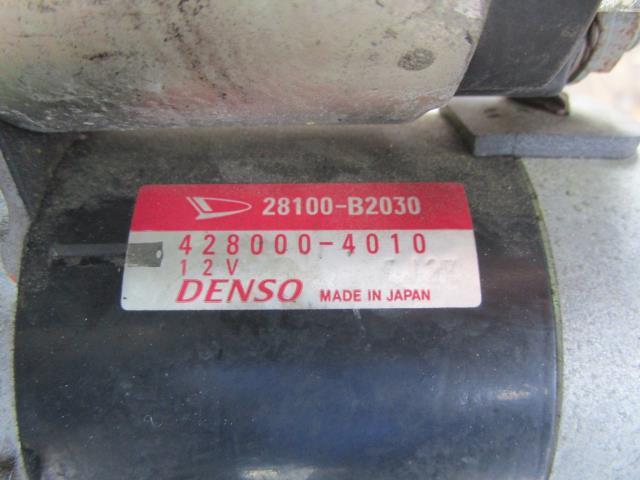 28100-B2030
428000-4010
12V
DENSO MADE IN JAPAN